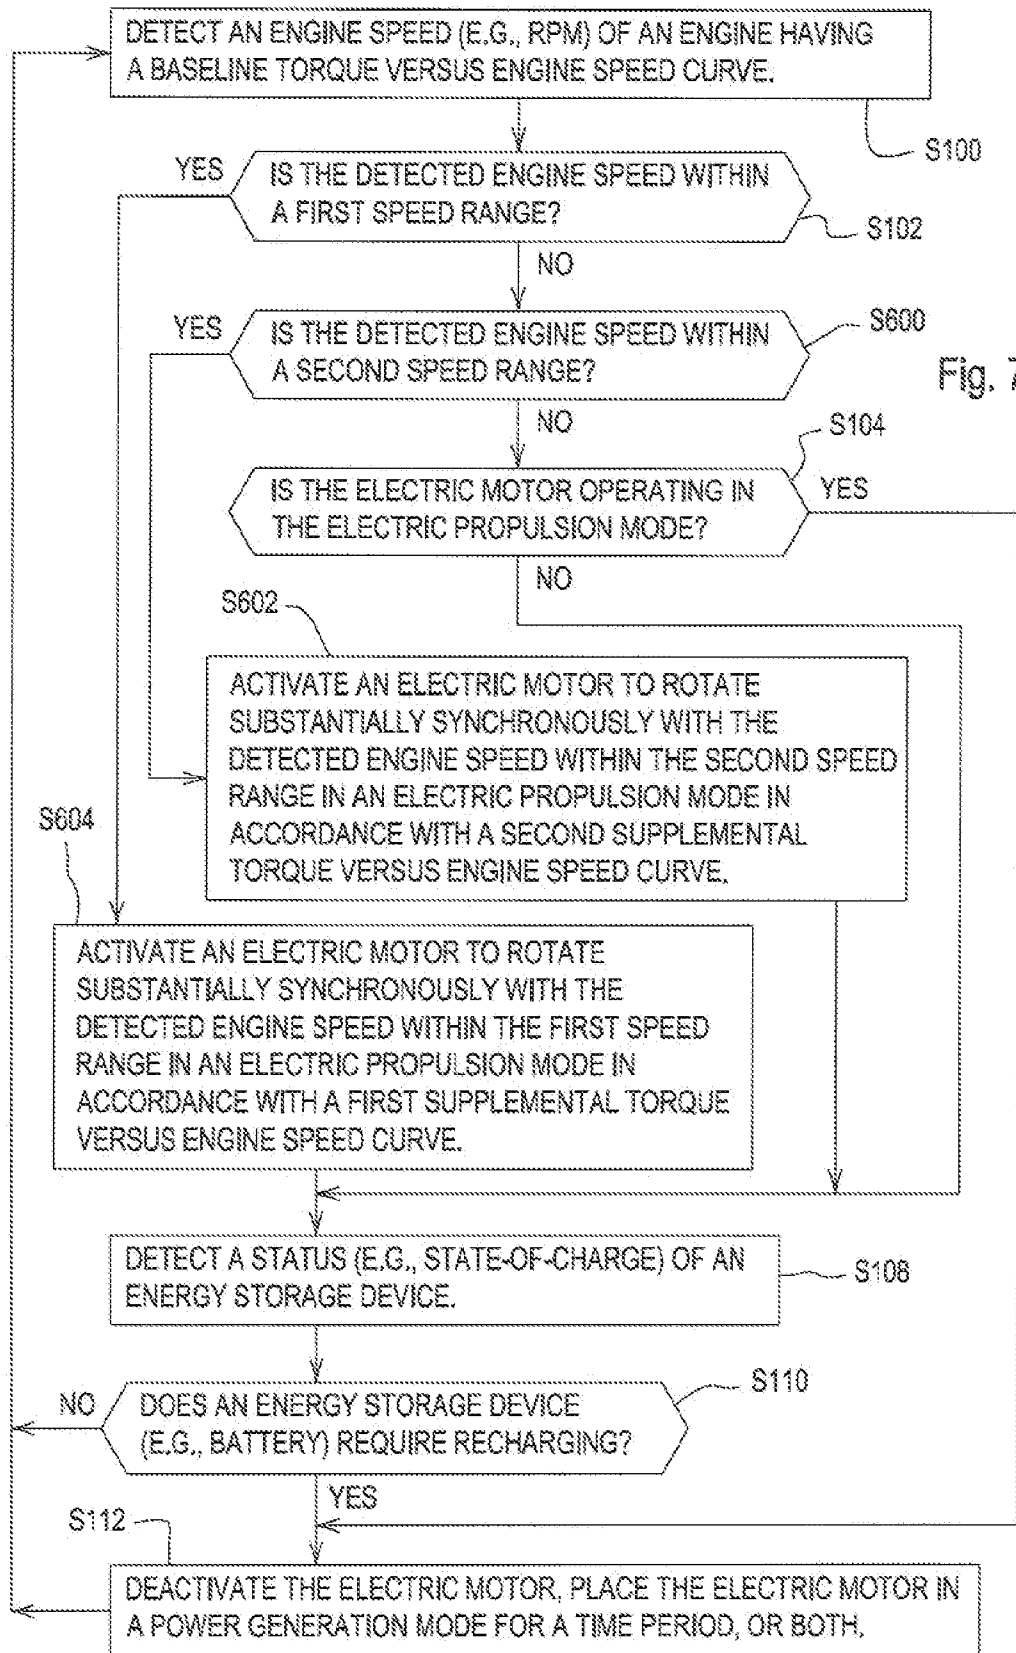 DETECT AN ENGINE SPEED (E.G., RPM) OF AN ENGINE HAVING
A BASELINE TORQUE VERSUS ENGINE SPEED CURVE.
S100
YES
IS THE DETECTED ENGINE SPEED WITHIN
A FIRST SPEED RANGE?
S102
NO
YES
IS THE DETECTED ENGINE SPEED WITHIN
A SECOND SPEED RANGE?
S600
Fig. 7
NO
S104
IS THE ELECTRIC MOTOR OPERATING IN
THE ELECTRIC PROPULSION MODE?
YES
NO
S602
ACTIVATE AN ELECTRIC MOTOR TO ROTATE
SUBSTANTIALLY SYNCHRONOUSLY WITH THE
DETECTED ENGINE SPEED WITHIN THE SECOND SPEED
RANGE IN AN ELECTRIC PROPULSION MODE IN
ACCORDANCE WITH A SECOND SUPPLEMENTAL
TORQUE VERSUS ENGINE SPEED CURVE.
S604
ACTIVATE AN ELECTRIC MOTOR TO ROTATE
SUBSTANTIALLY SYNCHRONOUSLY WITH THE
DETECTED ENGINE SPEED WITHIN THE FIRST SPEED
RANGE IN AN ELECTRIC PROPULSION MODE IN
ACCORDANCE WITH A FIRST SUPPLEMENTAL TORQUE
VERSUS ENGINE SPEED CURVE.
DETECT A STATUS (E.G., STATE-OF-CHARGE) OF AN
ENERGY STORAGE DEVICE.
S108
S110
NO
DOES AN ENERGY STORAGE DEVICE
(E.G., BATTERY) REQUIRE RECHARGING?
YES
S112
DEACTIVATE THE ELECTRIC MOTOR, PLACE THE ELECTRIC MOTOR IN
A POWER GENERATION MODE FOR A TIME PERIOD, OR BOTH.